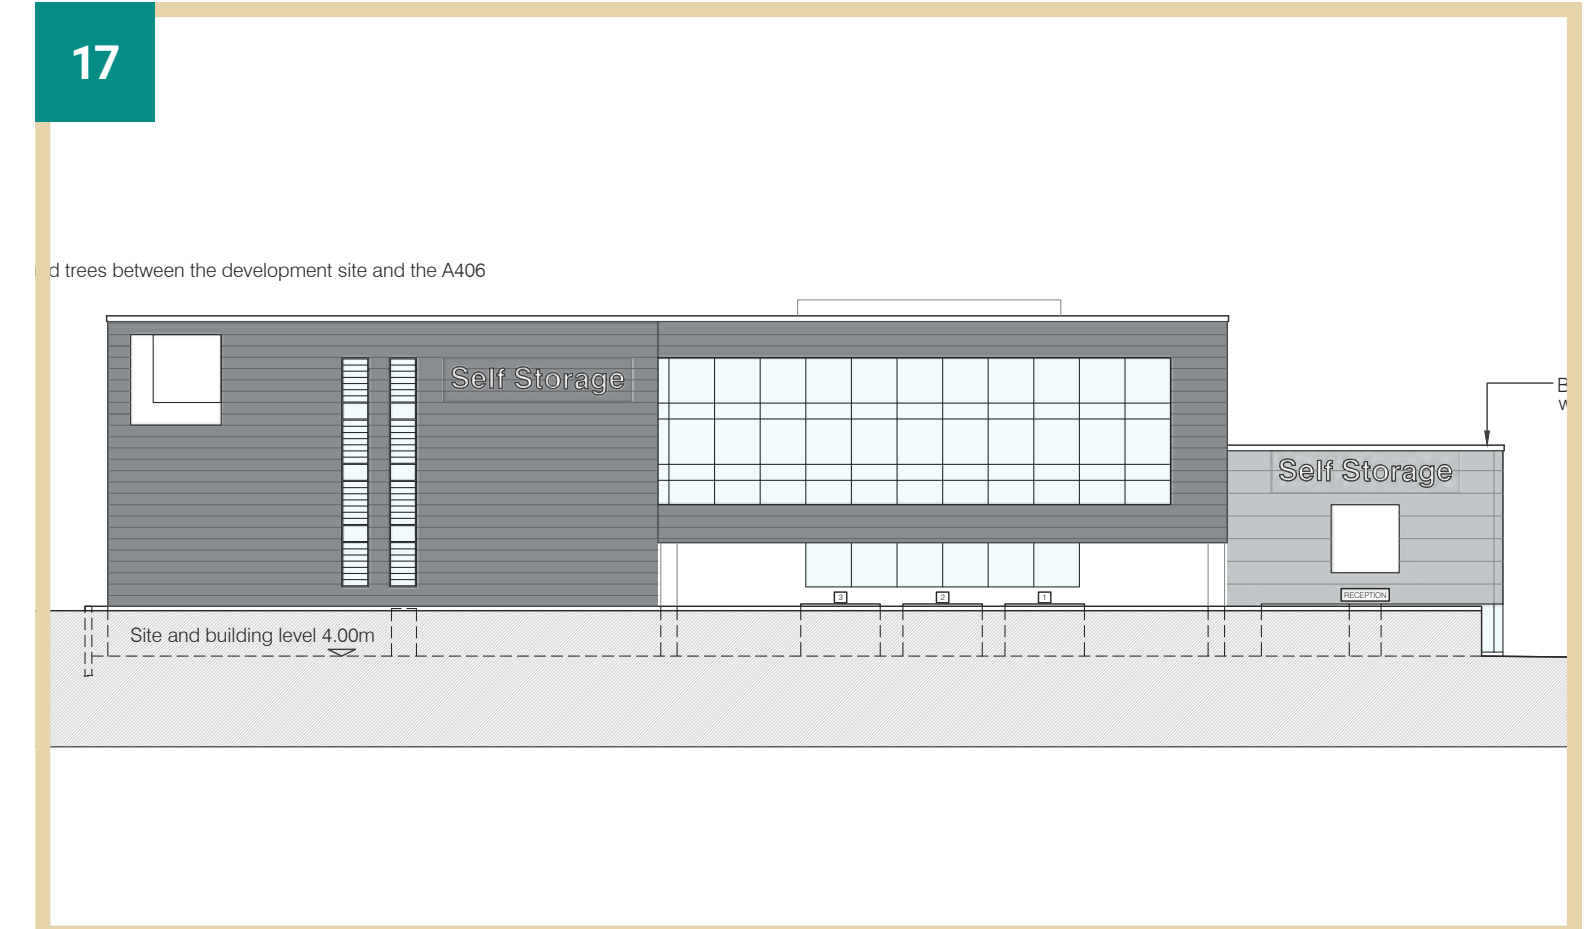 17
d trees between the development site and the A406
Self Storage
Self Storage
3
2
1
RECEPTION
Site and building level 4.00m